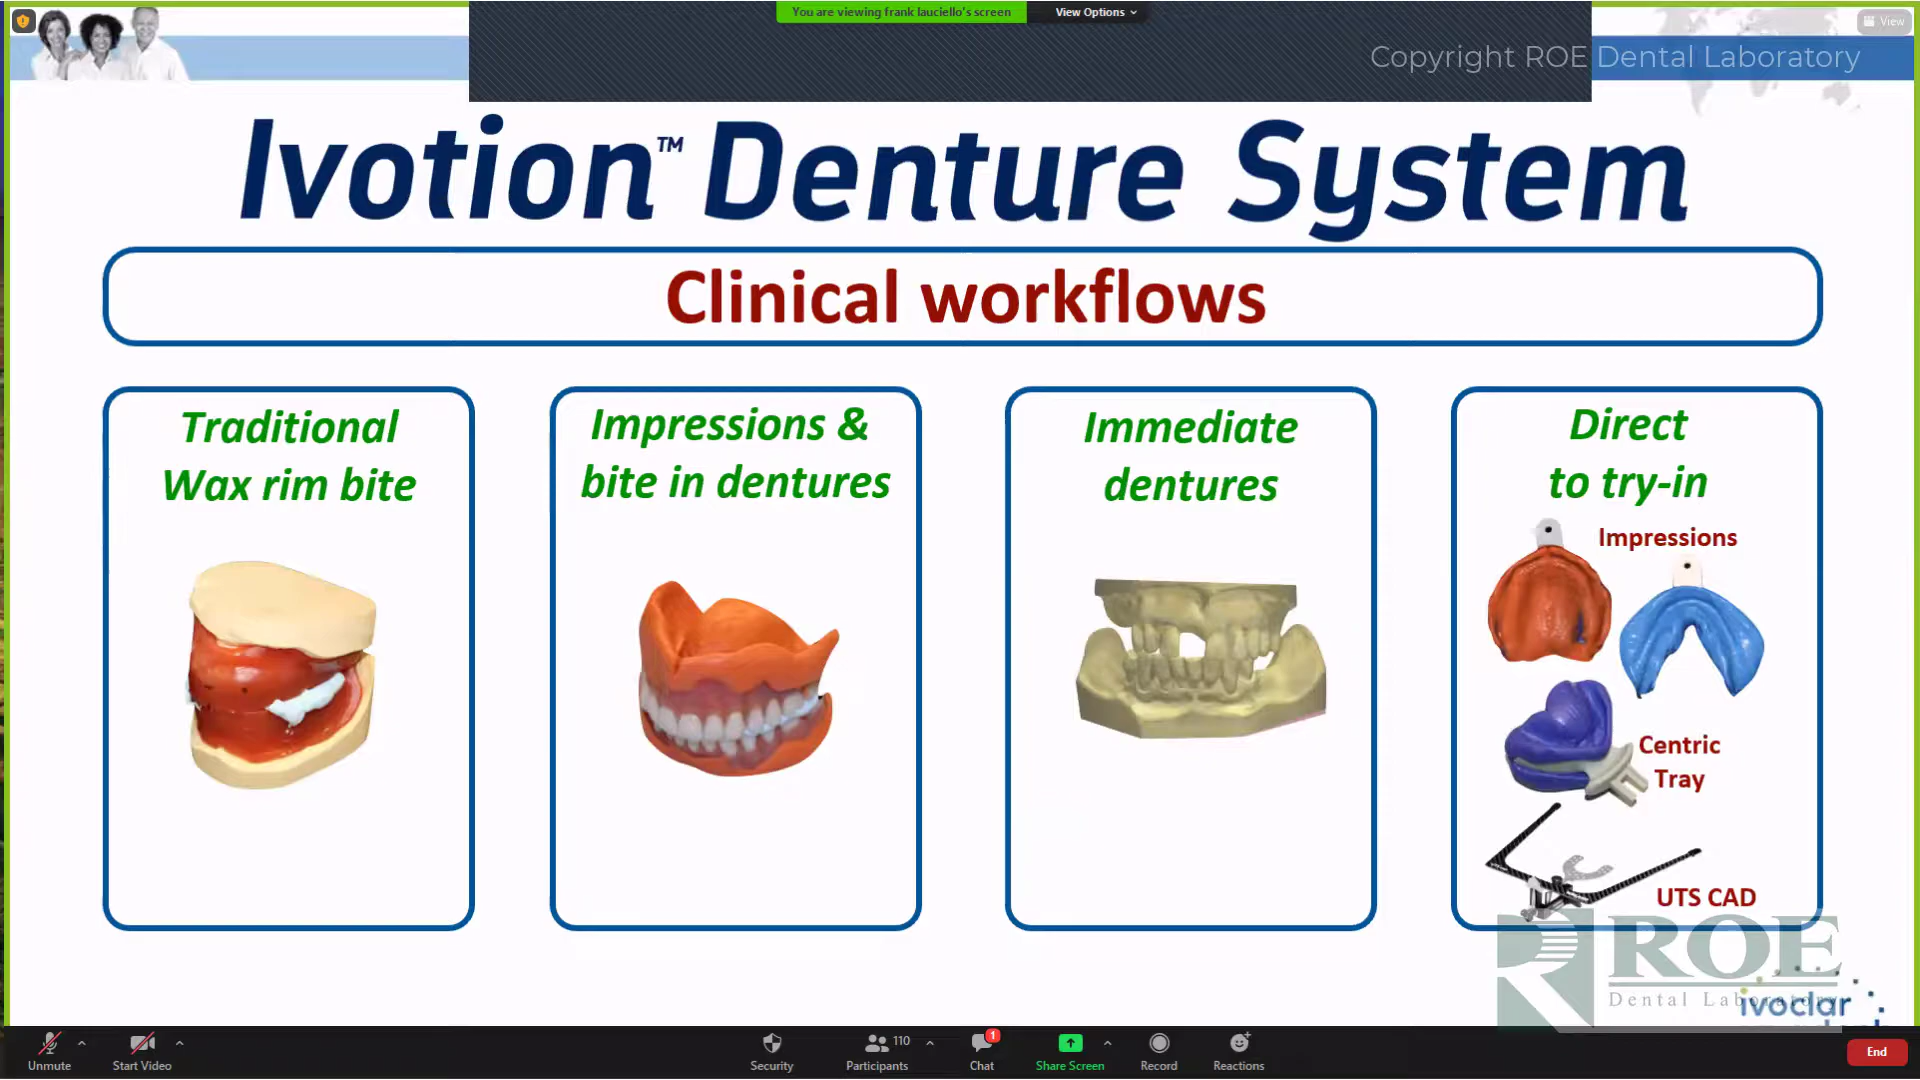 You are viewing frank lauciello's screen
View Options
View
Copyright ROE Dental Laboratory
Ivotion™ Denture System
Clinical workflows
Traditional
Wax rim bite
Impressions &
bite in dentures
Immediate
dentures
Direct
to try-in
Impressions
Centric
Tray
UTS CAD
ROE
Dental Laboratory
ivoclar
Unmute
Start Video
Security
Participants
110
Chat
1
Share Screen
Record
Reactions
End